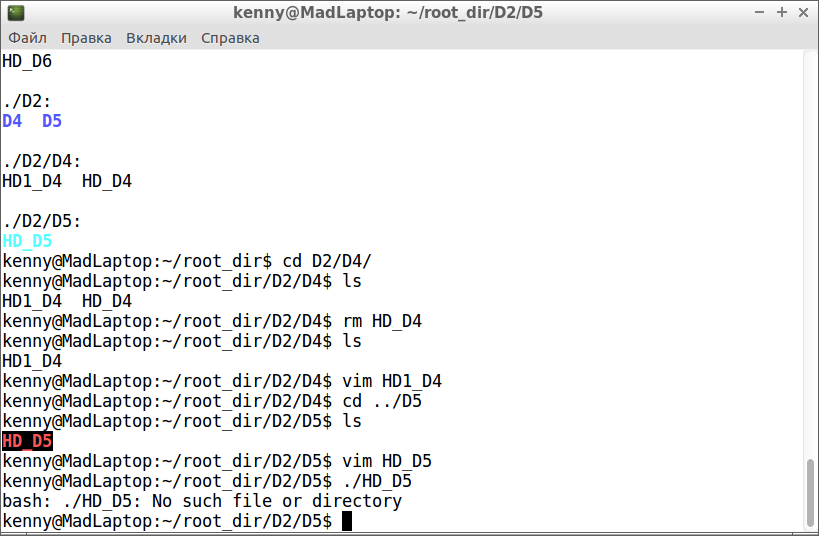 kenny@MadLaptop: ~/root_dir/D2/D5
Файл Правка Вкладки Справка
HD_D6
./D2:
D4  D5
./D2/D4:
HD1_D4  HD_D4
./D2/D5:
HD_D5
kenny@MadLaptop:~/root_dir$ cd D2/D4/
kenny@MadLaptop:~/root_dir/D2/D4$ ls
HD1_D4  HD_D4
kenny@MadLaptop:~/root_dir/D2/D4$ rm HD_D4
kenny@MadLaptop:~/root_dir/D2/D4$ ls
HD1_D4
kenny@MadLaptop:~/root_dir/D2/D4$ vim HD1_D4
kenny@MadLaptop:~/root_dir/D2/D4$ cd ../D5
kenny@MadLaptop:~/root_dir/D2/D5$ ls
HD_D5
kenny@MadLaptop:~/root_dir/D2/D5$ vim HD_D5
kenny@MadLaptop:~/root_dir/D2/D5$ ./HD_D5
bash: ./HD_D5: No such file or directory
kenny@MadLaptop:~/root_dir/D2/D5$